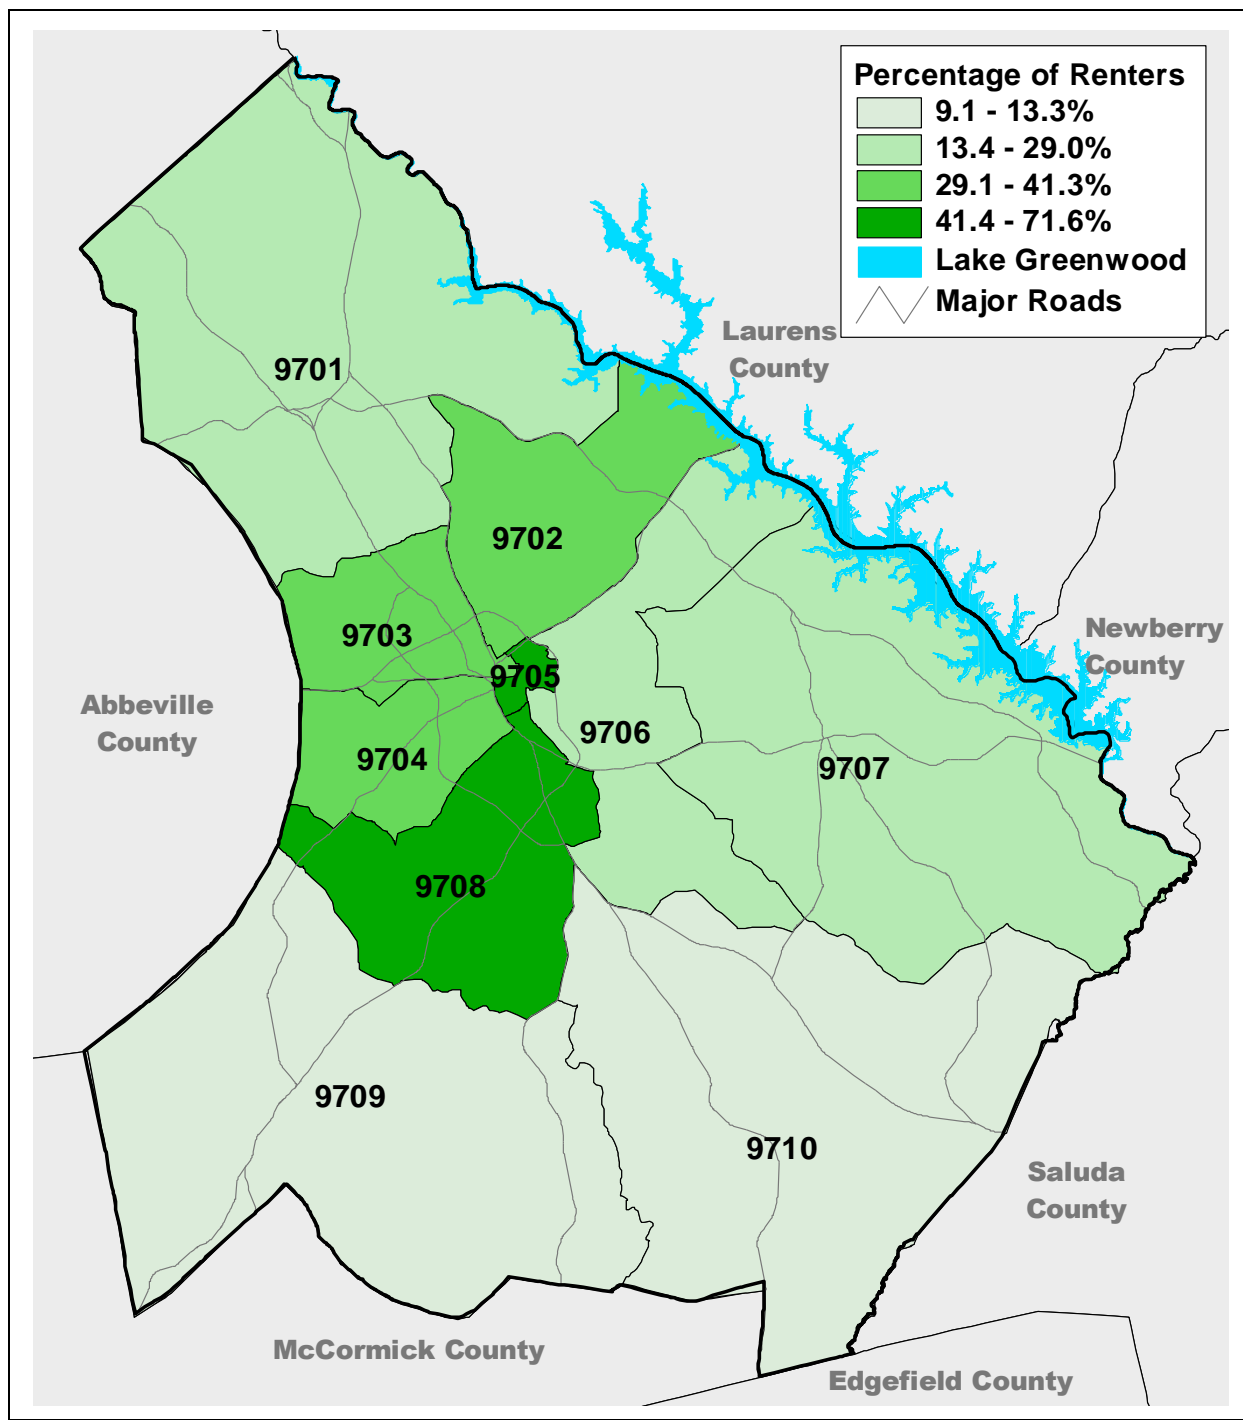 Percentage of Renters
9.1 - 13.3%
13.4 - 29.0%
29.1 - 41.3%
41.4 - 71.6%
Lake Greenwood
Major Roads
Laurens
County
9701
9702
9703
Newberry
County
9705
Abbeville
County
9706
9704
9707
9708
9709
9710
Saluda
County
McCormick County
Edgefield County